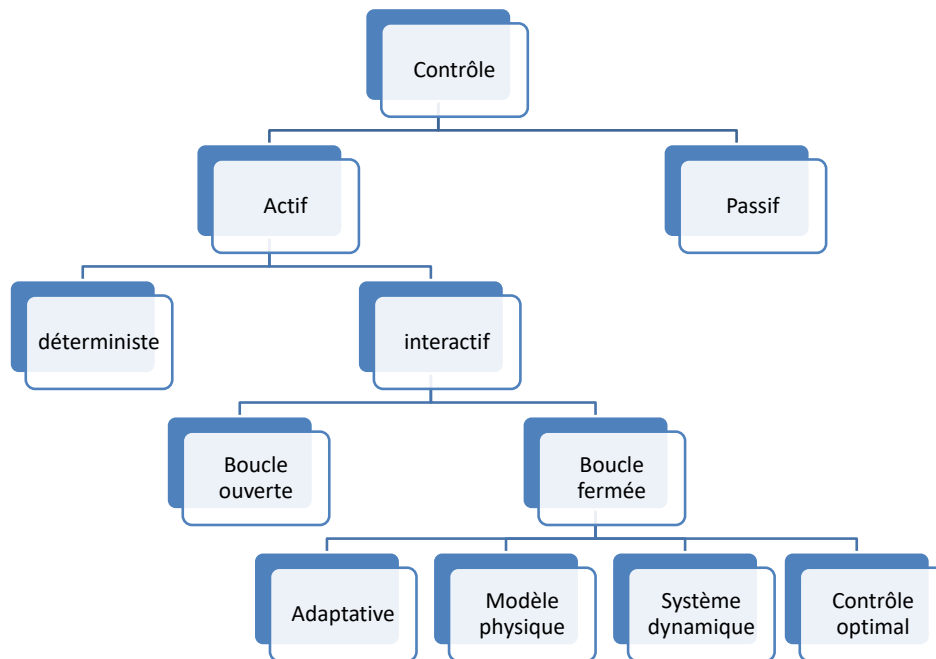 Contrôle
Actif
Passif
déterministe
interactif
Boucle
ouverte
Boucle
fermée
Adaptative
Modèle
physique
Système
dynamique
Contrôle
optimal